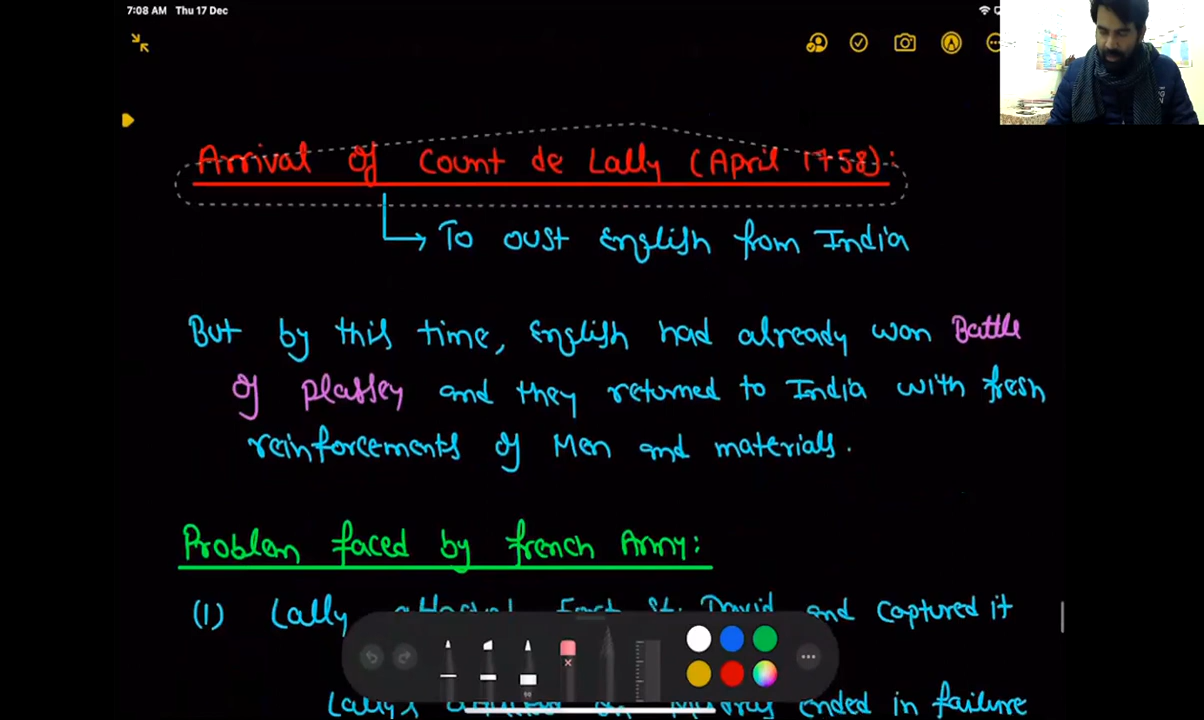 7:08 AM Thu 17 Dec
Arrival of Count de Lally (April 1758):
To oust English from India
But by this time, English had already won Battle
of Plassey and they returned to India with fresh
reinforcements of Men and materials.
Problem faced by french Army:
(1) Lally Fort St. David and captured it
Lally's on Madras ended in failure